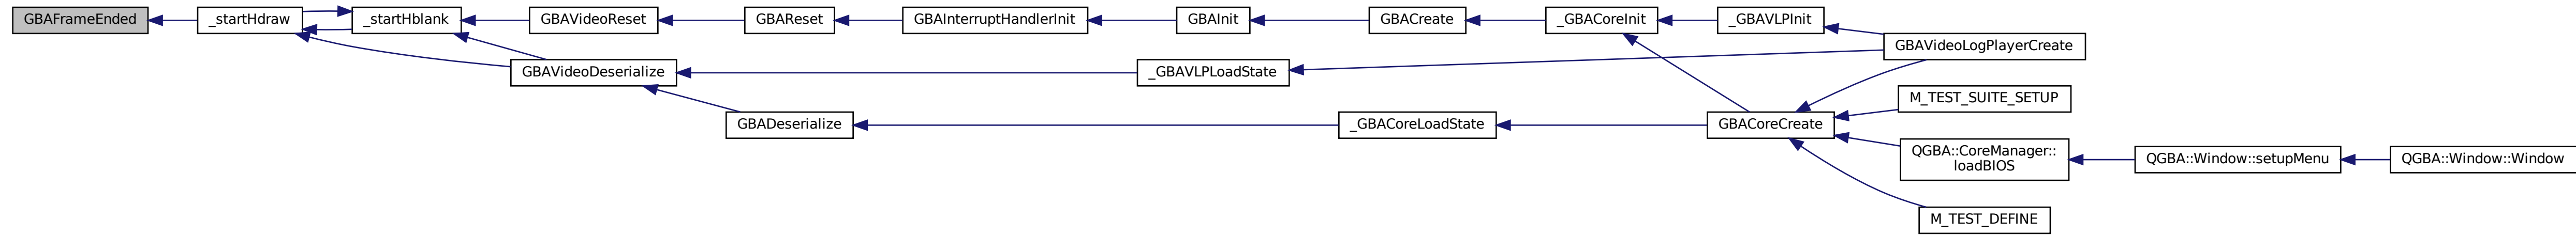 GBAFrameEnded
_startHdraw
_startHblank
GBAVideoReset
GBAReset
GBAInterruptHandlerInit
GBAInit
GBACreate
_GBACoreInit
_GBAVLPInit
GBAVideoLogPlayerCreate
GBAVideoDeserialize
_GBAVLPLoadState
M_TEST_SUITE_SETUP
GBADeserialize
_GBACoreLoadState
GBACoreCreate
QGBA::CoreManager::
loadBIOS
QGBA::Window::setupMenu
QGBA::Window::Window
M_TEST_DEFINE